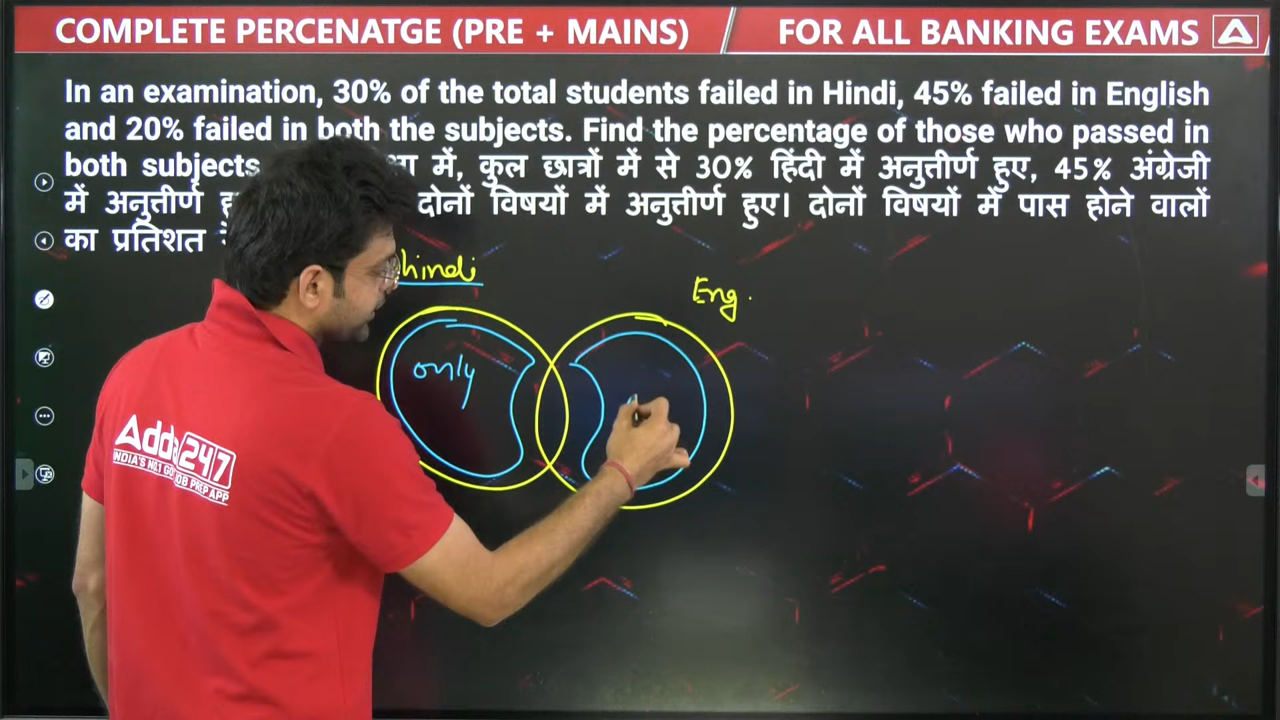 COMPLETE PERCENATGE (PRE + MAINS) FOR ALL BANKING EXAMS
In an examination, 30% of the total students failed in Hindi, 45% failed in English
and 20% failed in both the subjects. Find the percentage of those who passed in
both subjects में, कुल छात्रों में से 30% हिंदी में अनुत्तीर्ण हुए, 45% अंग्रेजी
में अनुत्तीर्ण दोनों विषयों में अनुत्तीर्ण हुए। दोनों विषयों में पास होने वालों
का प्रतिशत
hindi
Eng.
only
Adda 247
INDIA'S NO.1 GOVT JOB PREP APP